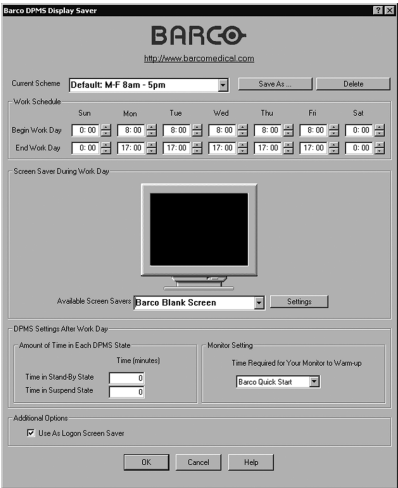 Barco DPMS Display Saver
BARCO
http://www.barcomedical.com
Current Scheme Default: M-F 8am - 5pm Save As ... Delete
Work Schedule
Sun Mon Tue Wed Thu Fri Sat
Begin Work Day 0: 00 8: 00 8: 00 8: 00 8: 00 8: 00 0: 00
End Work Day 0: 00 17: 00 17: 00 17: 00 17: 00 17: 00 0: 00
Screen Saver During Work Day
Available Screen Savers Barco Blank Screen Settings
DPMS Settings After Work Day
Amount of Time in Each DPMS State
Time (minutes)
Time in Stand-By State 0
Time in Suspend State 0
Monitor Setting
Time Required for Your Monitor to Warm-up
Barco Quick Start
Additional Options
Use As Logon Screen Saver
OK Cancel Help